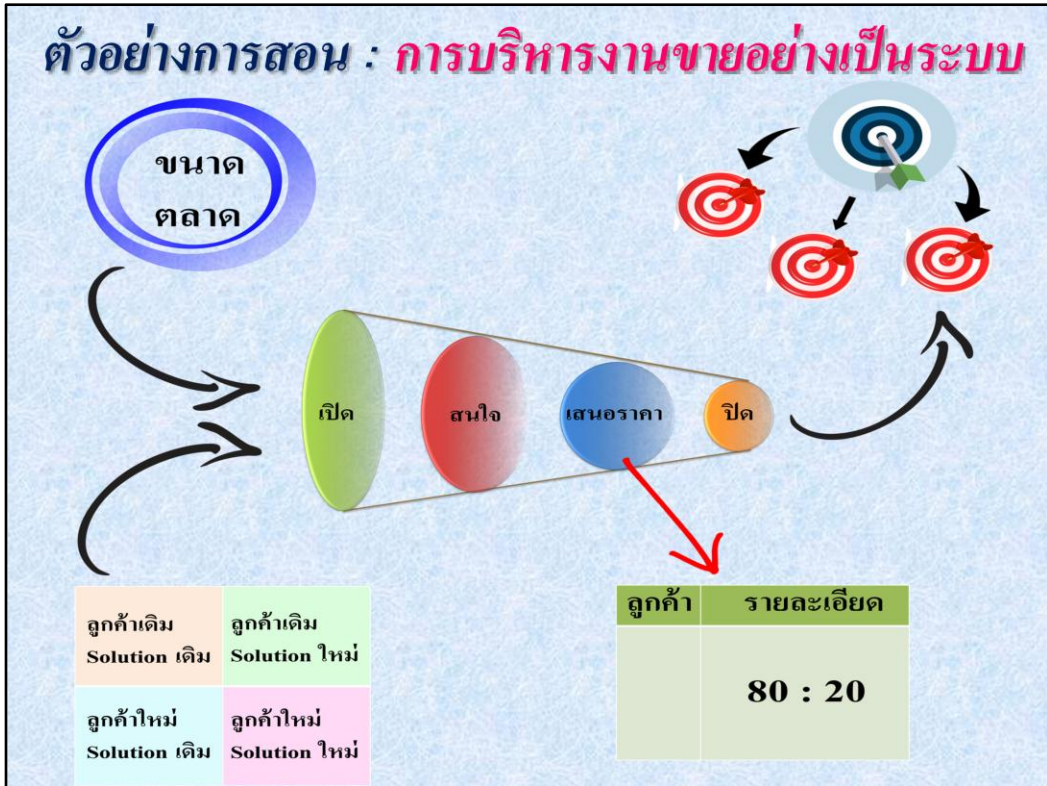 ตัวอย่างการสอน : การบริหารงานขายอย่างเป็นระบบ
ขนาด
ตลาด
เปิด
สนใจ
เสนอราคา
ปิด
ลูกค้าเดิม
Solution เดิม
ลูกค้าเดิม
Solution ใหม่
ลูกค้าใหม่
Solution เดิม
ลูกค้าใหม่
Solution ใหม่
ลูกค้า
รายละเอียด
80 : 20